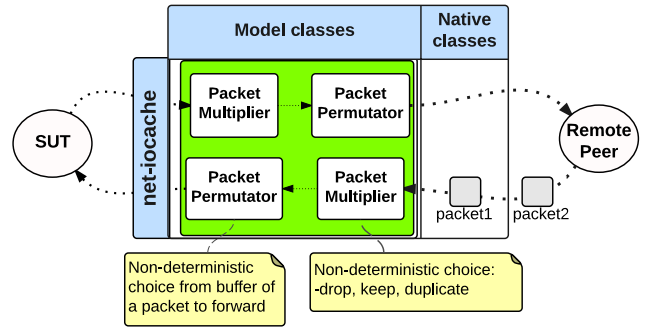 Model classes
Native
classes
net-iocache
SUT
Packet
Multiplier
Packet
Permutator
Remote
Peer
Packet
Permutator
Packet
Multiplier
packet1
packet2
Non-deterministic
choice from buffer of
a packet to forward
Non-deterministic choice:
-drop, keep, duplicate